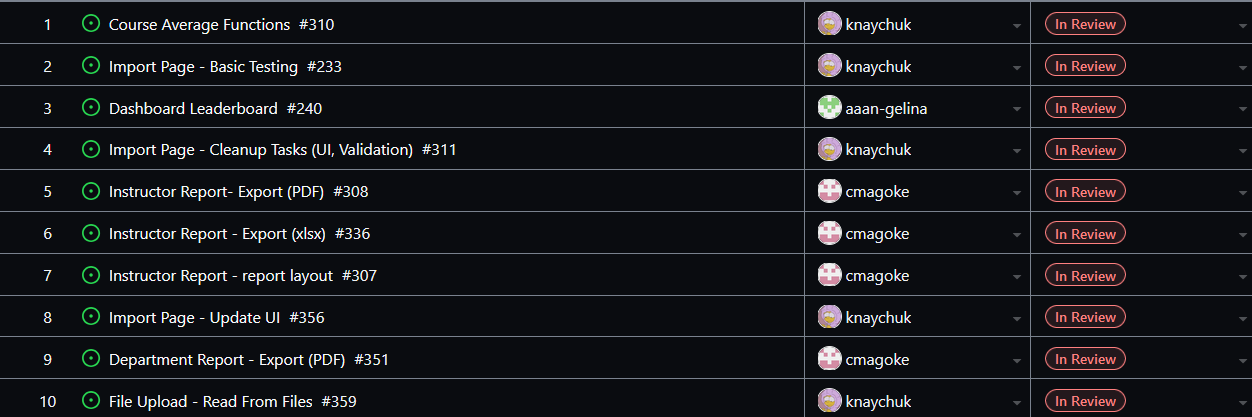 1 Course Average Functions #310 knaychuk In Review
2 Import Page - Basic Testing #233 knaychuk In Review
3 Dashboard Leaderboard #240 aaan-gelina In Review
4 Import Page - Cleanup Tasks (UI, Validation) #311 knaychuk In Review
5 Instructor Report- Export (PDF) #308 cmagoke In Review
6 Instructor Report - Export (xlsx) #336 cmagoke In Review
7 Instructor Report - report layout #307 cmagoke In Review
8 Import Page - Update UI #356 knaychuk In Review
9 Department Report - Export (PDF) #351 cmagoke In Review
10 File Upload - Read From Files #359 knaychuk In Review